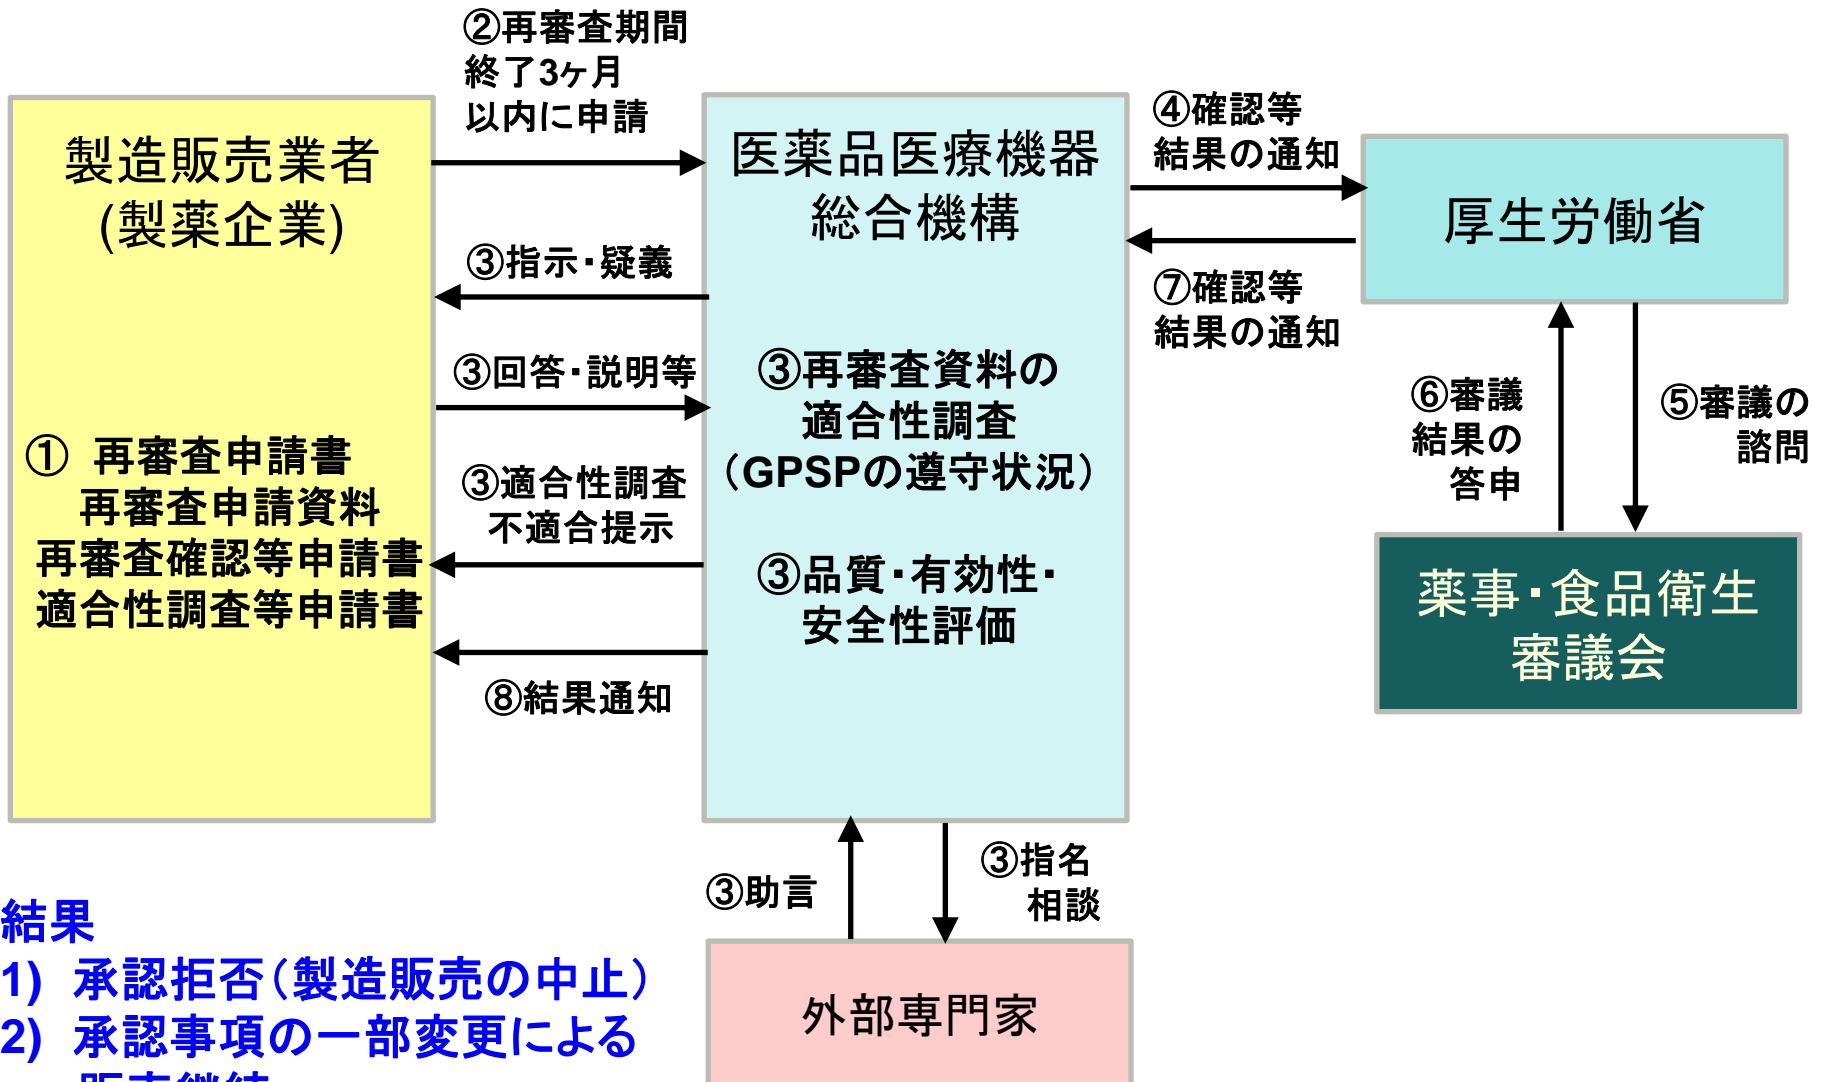 ②再審査期間
終了3ヶ月
以内に申請
製造販売業者
(製薬企業)
① 再審査申請書
再審査申請資料
再審査確認等申請書
適合性調査等申請書
③指示・疑義
③回答・説明等
③適合性調査
不適合提示
⑧結果通知
医薬品医療機器
総合機構
③再審査資料の
適合性調査
（GPSPの遵守状況）
③品質・有効性・
安全性評価
④確認等
結果の通知
⑦確認等
結果の通知
厚生労働省
⑥審議
結果の
答申
⑤審議の
諮問
薬事・食品衛生
審議会
③助言
③指名
相談
外部専門家
結果
1) 承認拒否（製造販売の中止）
2) 承認事項の一部変更による
販売継続